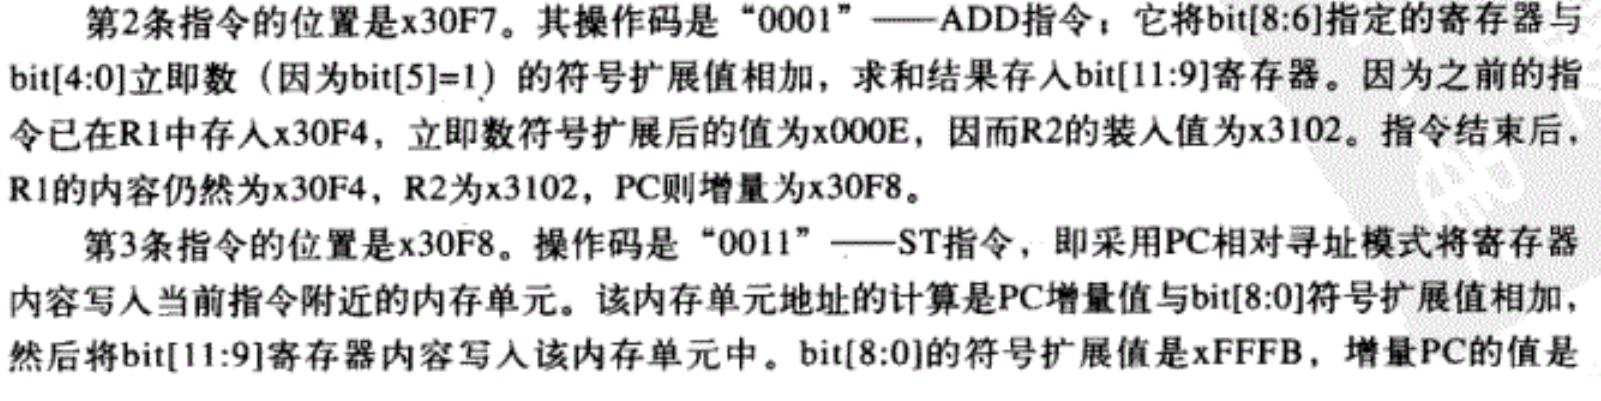 第2条指令的位置是x30F7。其操作码是“0001”——ADD指令；它将bit[8:6]指定的寄存器与
bit[4:0]立即数（因为bit[5]=1）的符号扩展值相加，求和结果存入bit[11:9]寄存器。因为之前的指
令已在R1中存入x30F4，立即数符号扩展后的值为x000E，因而R2的装入值为x3102。指令结束后，
R1的内容仍然为x30F4，R2为x3102，PC则增量为x30F8。
第3条指令的位置是x30F8。操作码是“0011”——ST指令，即采用PC相对寻址模式将寄存器
内容写入当前指令附近的内存单元。该内存单元地址的计算是PC增量值与bit[8:0]符号扩展值相加，
然后将bit[11:9]寄存器内容写入该内存单元中。bit[8:0]的符号扩展值是xFFFB，增量PC的值是